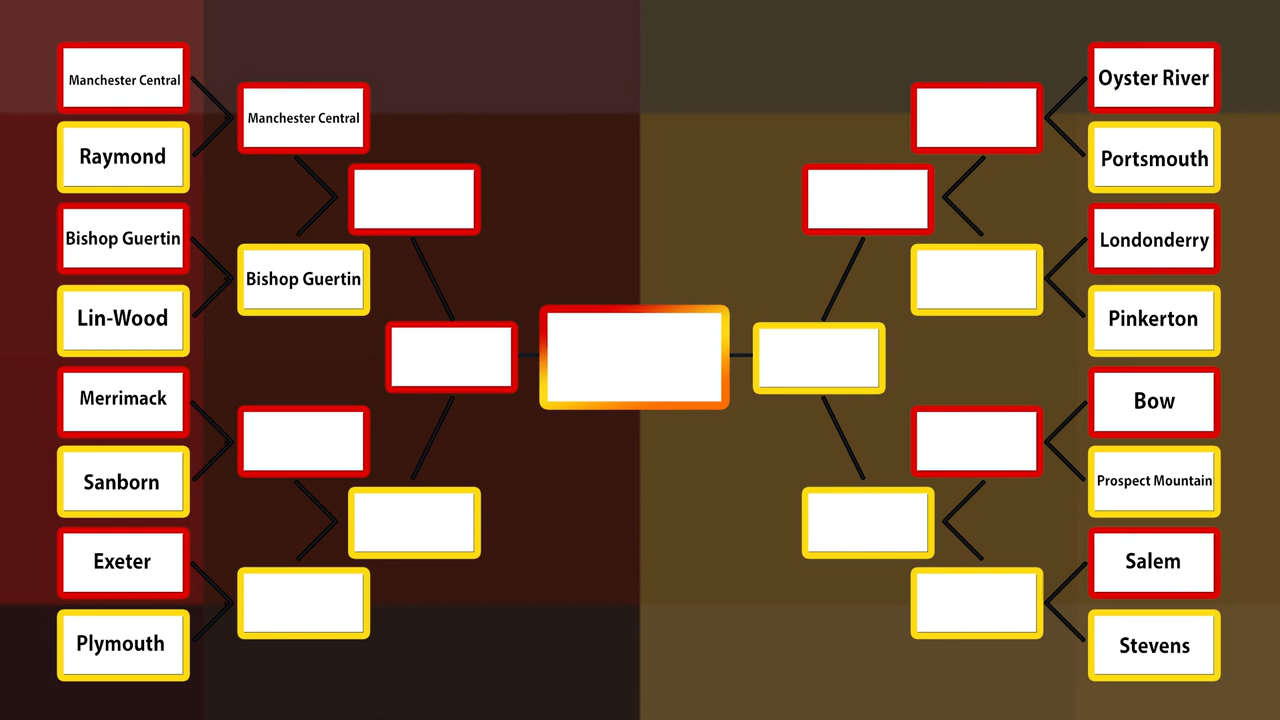 Manchester Central
Raymond
Bishop Guertin
Lin-Wood
Merrimack
Sanborn
Exeter
Plymouth
Manchester Central
Bishop Guertin
Oyster River
Portsmouth
Londonderry
Pinkerton
Bow
Prospect Mountain
Salem
Stevens